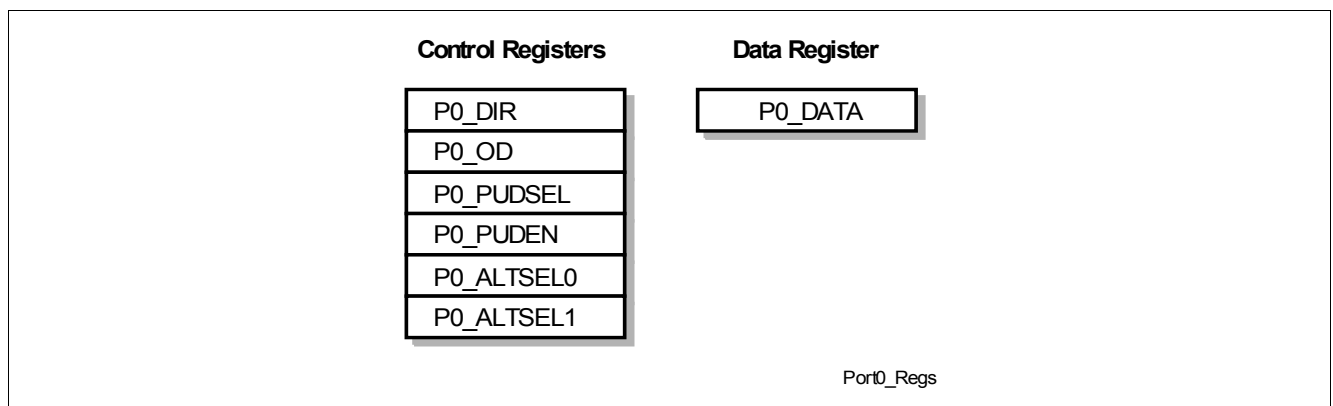 Control Registers
Data Register
P0_DIR
P0_DATA
P0_OD
P0_PUDSEL
P0_PUDEN
P0_ALTSEL0
P0_ALTSEL1
Port0_Regs